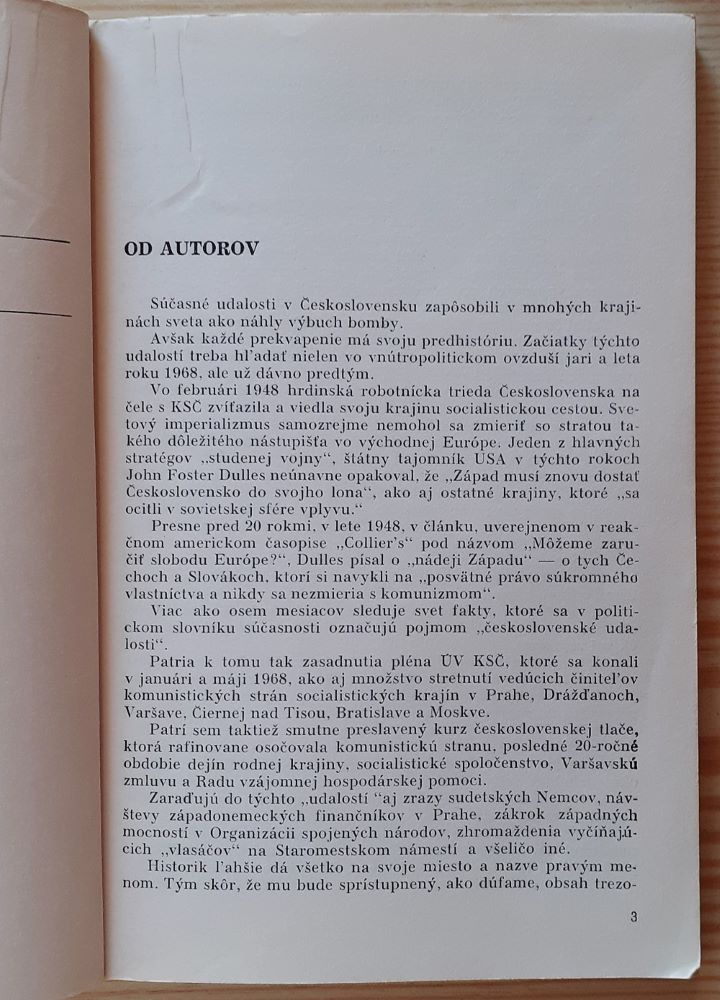 OD AUTOROV
Súčasné udalosti v Československu zapôsobili v mnohých kraji-
nách sveta ako náhly výbuch bomby.
Avšak každé prekvapenie má svoju predhistóriu. Začiatky týchto
udalostí treba hľadať nielen vo vnútropolitickom ovzduší jari a leta
roku 1968, ale už dávno predtým.
Vo februári 1948 hrdinská robotnícka trieda Československa na
čele s KSČ zvíťazila a viedla svoju krajinu socialistickou cestou. Sve-
tový imperializmus samozrejme nemohol sa zmieriť so stratou ta-
kého dôležitého nástupišťa vo východnej Európe. Jeden z hlavných
stratégov „studenej vojny“, štátny tajomník USA v týchto rokoch
John Foster Dulles neúnavne opakoval, že „Západ musí znovu dostať
Československo do svojho lona“, ako aj ostatné krajiny, ktoré „sa
ocitli v sovietskej sfére vplyvu.“
Presne pred 20 rokmi, v lete 1948, v článku, uverejnenom v reak-
čnom americkom časopise „Collier's“ pod názvom „Môžeme zaru-
čiť slobodu Európe?“, Dulles písal o „nádeji Západu“ — o tych Če-
choch a Slovákoch, ktorí si navykli na „posvätné právo súkromného
vlastníctva a nikdy sa nezmieria s komunizmom“.
Viac ako osem mesiacov sleduje svet fakty, ktoré sa v politi-
ckom slovníku súčasnosti označujú pojmom „československé uda-
losti“.
Patria k tomu tak zasadnutia pléna ÚV KSČ, ktoré sa konali
v januári a máji 1968, ako aj množstvo stretnutí vedúcich činiteľov
komunistických strán socialistických krajín v Prahe, Drážďanoch,
Varšave, Čiernej nad Tisou, Bratislave a Moskve.
Patrí sem taktiež smutne preslavený kurz československej tlače,
ktorá rafinovane osočovala komunistickú stranu, posledné 20-ročné
obdobie dejín rodnej krajiny, socialistické spoločenstvo, Varšavskú
zmluvu a Radu vzájomnej hospodárskej pomoci.
Zaraďujú do týchto „udalostí “aj zrazy sudetských Nemcov, náv-
števy západonemeckých finančníkov v Prahe, zákrok západných
mocností v Organizácii spojených národov, zhromaždenia vyčíňajú-
cich „vlasáčov“ na Staromestskom námestí a všeličo iné.
Historik ľahšie dá všetko na svoje miesto a nazve pravým me-
nom. Tým skôr, že mu bude sprístupnený, ako dúfame, obsah trezo-
3